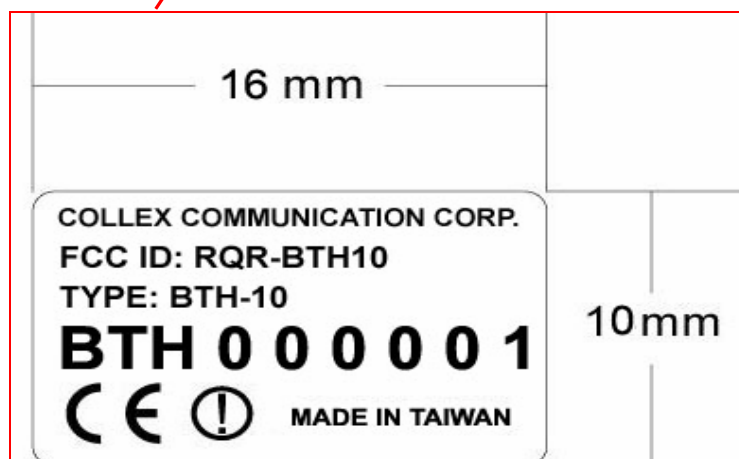 16 mm
COLLEX COMMUNICATION CORP.
FCC ID: RQR-BTH10
TYPE: BTH-10
BTH 0 0 0 0 0 1
10mm
CE ! MADE IN TAIWAN